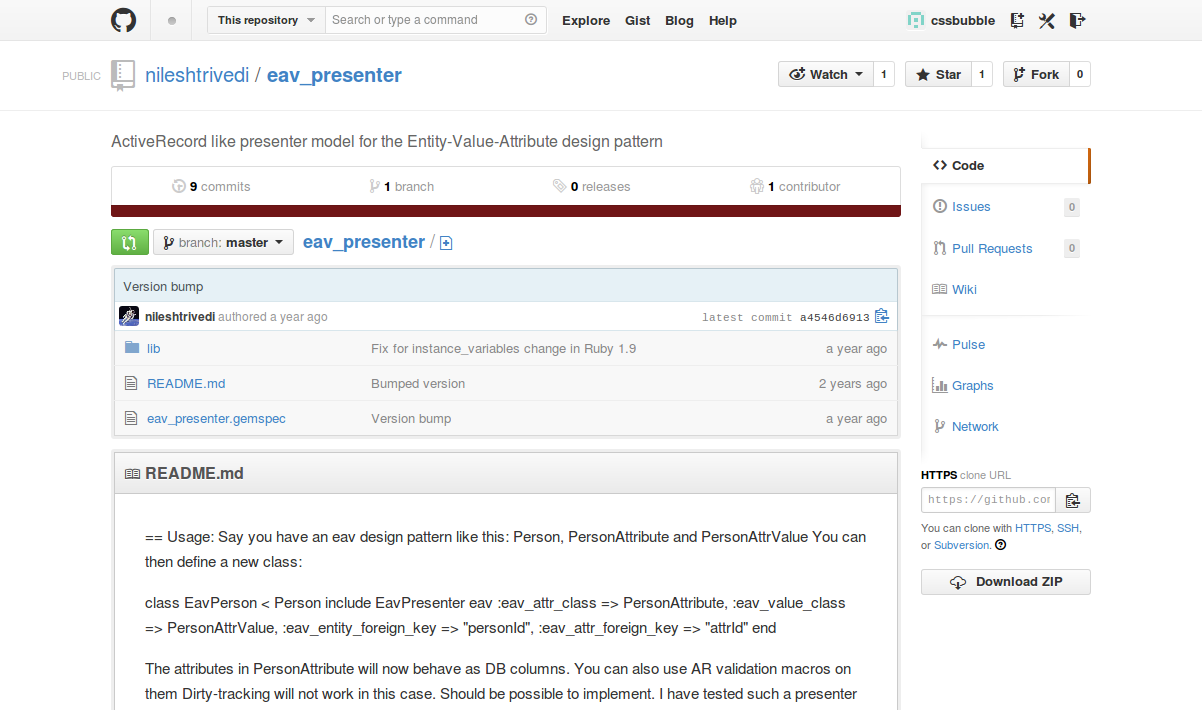 This repository Search or type a command Explore Gist Blog Help cssbubble
PUBLIC nileshtrivedi / eav_presenter Watch 1 Star 1 Fork 0
ActiveRecord like presenter model for the Entity-Value-Attribute design pattern
9 commits 1 branch 0 releases 1 contributor
branch: master eav_presenter /
Version bump
nileshtrivedi authored a year ago latest commit a4546d6913
lib Fix for instance_variables change in Ruby 1.9 a year ago
README.md Bumped version 2 years ago
eav_presenter.gemspec Version bump a year ago
README.md
== Usage: Say you have an eav design pattern like this: Person, PersonAttribute and PersonAttrValue You can
then define a new class:
class EavPerson < Person include EavPresenter eav :eav_attr_class => PersonAttribute, :eav_value_class
=> PersonAttrValue, :eav_entity_foreign_key => "personId", :eav_attr_foreign_key => "attrId" end
The attributes in PersonAttribute will now behave as DB columns. You can also use AR validation macros on
them Dirty-tracking will not work in this case. Should be possible to implement. I have tested such a presenter
Code
Issues 0
Pull Requests 0
Wiki
Pulse
Graphs
Network
HTTPS clone URL
https://github.con
You can clone with HTTPS, SSH,
or Subversion.
Download ZIP